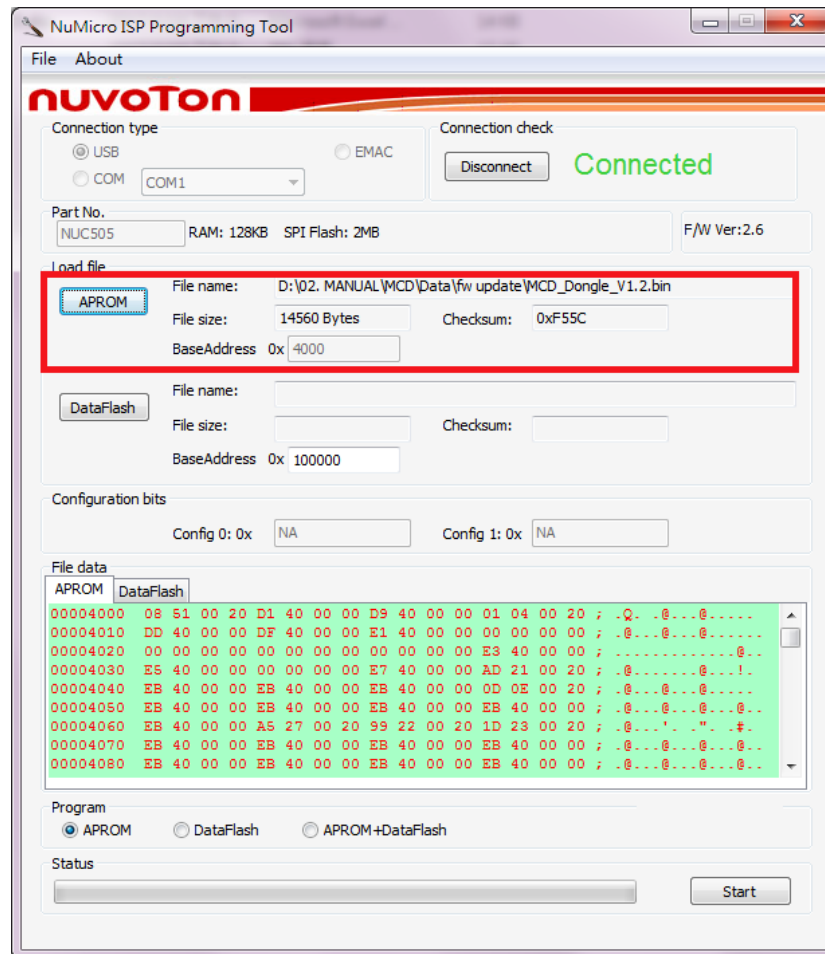 NuMicro ISP Programming Tool
File About
nuvoTon
Connection type
USB
EMAC
COM COM1
Connection check
Disconnect Connected
Part No.
NUC505 RAM: 128KB SPI Flash: 2MB
F/W Ver:2.6
Load file
APROM
File name: D:\02. MANUAL\MCD\Data\fw update\MCD_Dongle_V1.2.bin
File size: 14560 Bytes Checksum: 0xF55C
BaseAddress 0x 4000
DataFlash
File name:
File size: Checksum:
BaseAddress 0x 100000
Configuration bits
Config 0: 0x NA Config 1: 0x NA
File data
APROM DataFlash
00004000 08 51 00 20 D1 40 00 00 D9 40 00 00 01 04 00 20 ; .Q. .@...@.....
00004010 DD 40 00 00 DF 40 00 00 E1 40 00 00 00 00 00 00 ; .@...@...@......
00004020 00 00 00 00 00 00 00 00 00 00 00 00 E3 40 00 00 ; .............@..
00004030 E5 40 00 00 00 00 00 00 E7 40 00 00 AD 21 00 20 ; .@.......@...!.
00004040 EB 40 00 00 EB 40 00 00 EB 40 00 00 0D 0E 00 20 ; .@...@...@.....
00004050 EB 40 00 00 EB 40 00 00 EB 40 00 00 EB 40 00 00 ; .@...@...@...@..
00004060 EB 40 00 00 A5 27 00 20 99 22 00 20 1D 23 00 20 ; .@...'. .". .#.
00004070 EB 40 00 00 EB 40 00 00 EB 40 00 00 EB 40 00 00 ; .@...@...@...@..
00004080 EB 40 00 00 EB 40 00 00 EB 40 00 00 EB 40 00 00 ; .@...@...@...@..
Program
APROM DataFlash APROM+DataFlash
Status
Start